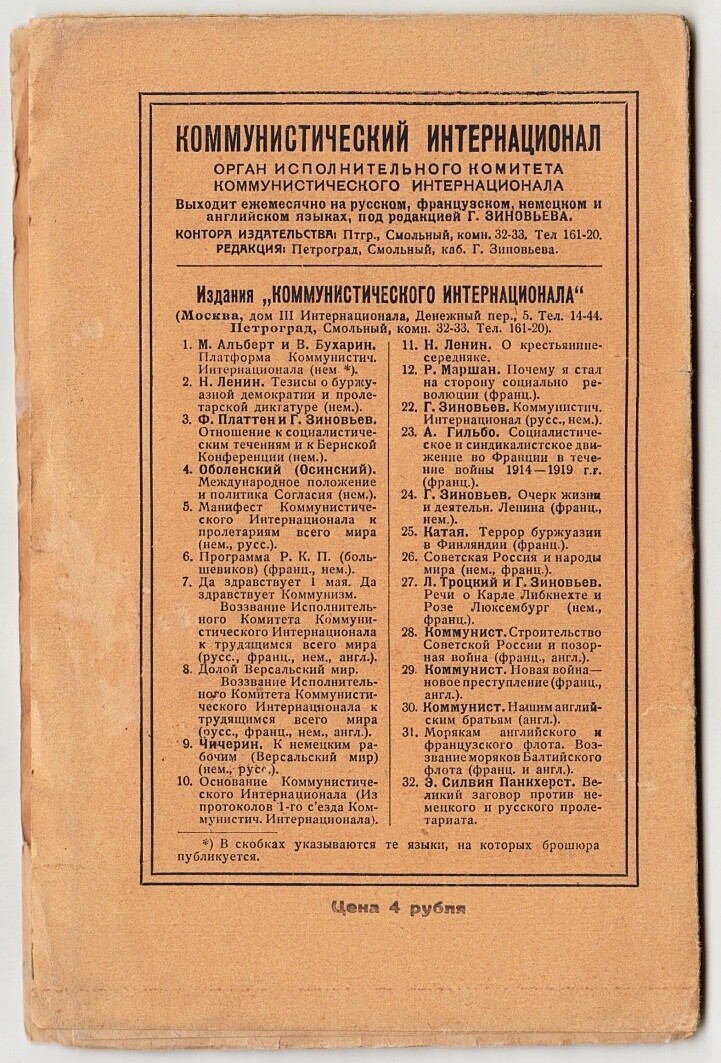 КОММУНИСТИЧЕСКИЙ ИНТЕРНАЦИОНАЛ
ОРГАН ИСПОЛНИТЕЛЬНОГО КОМИТЕТА
КОММУНИСТИЧЕСКОГО ИНТЕРНАЦИОНАЛА
Выходит ежемесячно на русском, французском, немецком и
английском языках, под редакцией Г. ЗИНОВЬЕВА.
КОНТОРА ИЗДАТЕЛЬСТВА: Птгр., Смольный, комн. 32-33. Тел 161-20.
РЕДАКЦИЯ: Петроград, Смольный, каб. Г. Зиновьева.
Издания „КОММУНИСТИЧЕСКОГО ИНТЕРНАЦИОНАЛА“
(Москва, дом III Интернационала, Денежный пер., 5. Тел. 14-44.
Петроград, Смольный, комн. 32-33. Тел. 161-20).
1. М. Альберт и В. Бухарин.
Платформа Коммунистич.
Интернационала (нем *).
2. Н. Ленин. Тезисы о буржу-
азной демократии и проле-
тарской диктатуре (нем.).
3. Ф. Платтен и Г. Зиновьев.
Отношение к социалистиче-
ским течениям и к Бернской
Конференции (нем.).
4. Оболенский (Осинский).
Международное положение
и политика Согласия (нем.).
5. Манифест Коммунистиче-
ского Интернационала к
пролетариям всего мира
(нем., русс.).
6. Программа Р. К. П. (боль-
шевиков) (франц., нем.).
7. Да здравствует 1 мая. Да
здравствует Коммунизм.
Воззвание Исполнитель-
ного Комитета Коммуни-
стического Интернационала
к трудящимся всего мира
(русс., франц., нем., англ.).
8. Долой Версальский мир.
Воззвание Исполнитель-
ного Комитета Коммунисти-
ческого Интернационала к
трудящимся всего мира
(русс., франц., нем., англ.).
9. Чичерин. К немецким ра-
бочим (Версальский мир)
(нем., русс.).
10. Основание Коммунистиче-
ского Интернационала (Из
протоколов 1-го с'езда Ком-
мунистич. Интернационала).
11. Н. Ленин. О крестьянине-
середняке.
12. Р. Маршан. Почему я стал
на сторону социально ре-
волюции (франц.).
22. Г. Зиновьев. Коммунистич.
Интернационал (русс., нем.).
23. А. Гильбо. Социалистиче-
ское и синдикалистское дви-
жение во Франции в тече-
ние войны 1914—1919 г.г.
(франц.).
24. Г. Зиновьев. Очерк жизни
и деятельн. Ленина (франц.,
нем.).
25. Катая. Террор буржуазии
в Финляндии (франц.).
26. Советская Россия и народы
мира (нем., франц.).
27. Л. Троцкий и Г. Зиновьев.
Речи о Карле Либкнехте и
Розе Люксембург (нем.,
франц.).
28. Коммунист. Строительство
Советской России и позор-
ная война (франц., англ.).
29. Коммунист. Новая война—
новое преступление (франц.,
англ.).
30. Коммунист. Нашим англий-
ским братьям (англ.).
31. Морякам английского и
французского флота. Воз-
звание моряков Балтийского
флота (франц. и англ.).
32. Э. Силвия Панкхерст. Ве-
ликий заговор против не-
мецкого и русского проле-
тариата.
*) В скобках указываются те языки, на которых брошюра
публикуется.
Цена 4 рубля